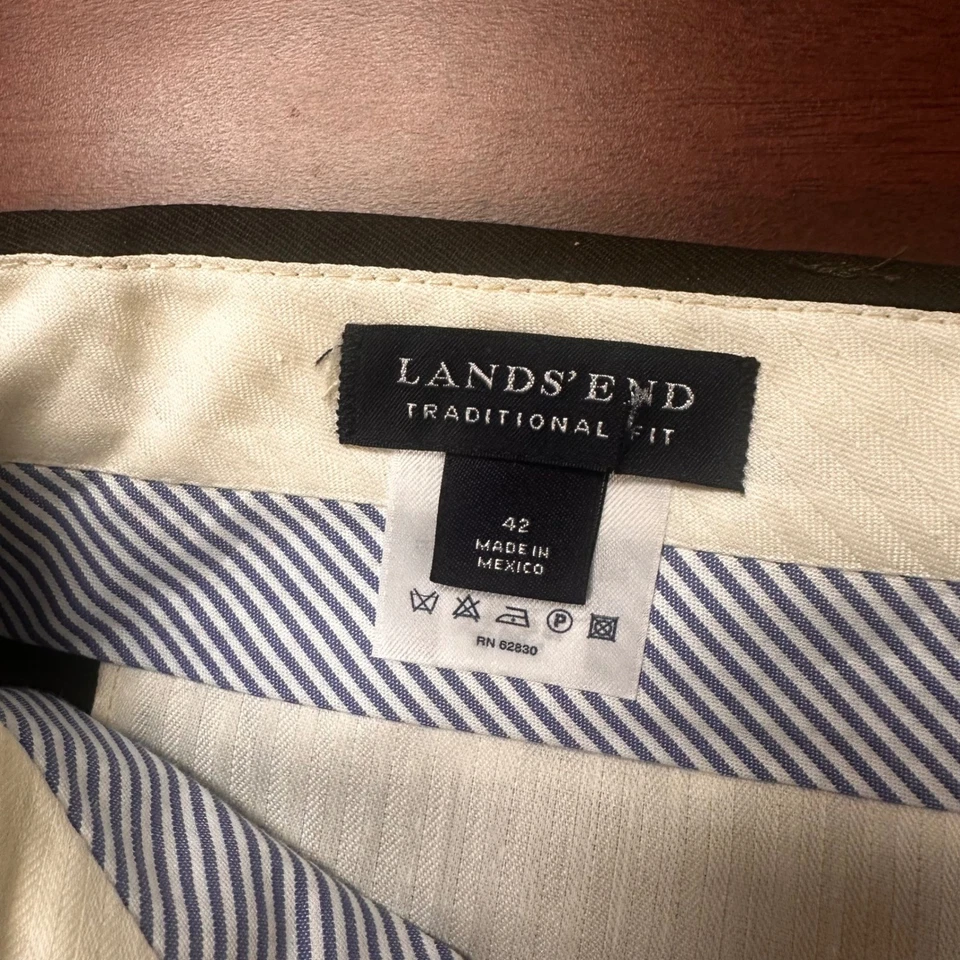 LANDS' END
TRADITIONAL FIT
42
MADE IN
MEXICO
P
RN 62830